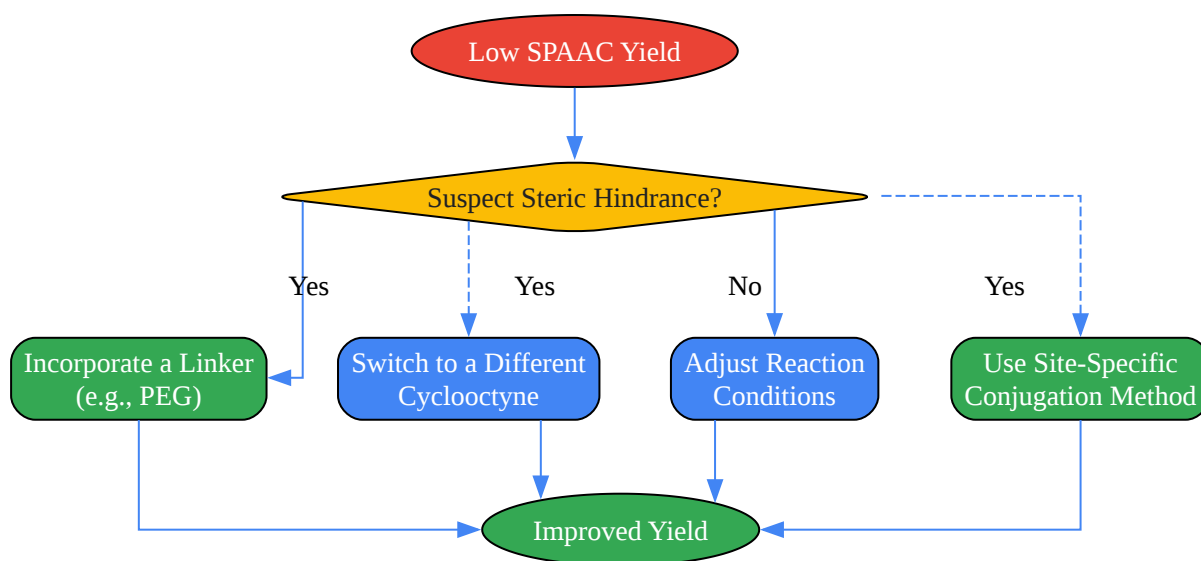 Low SPAAC Yield
Suspect Steric Hindrance?
Yes
Yes
No
Yes
Incorporate a Linker
(e.g., PEG)
Switch to a Different
Cyclooctyne
Adjust Reaction
Conditions
Use Site-Specific
Conjugation Method
Improved Yield